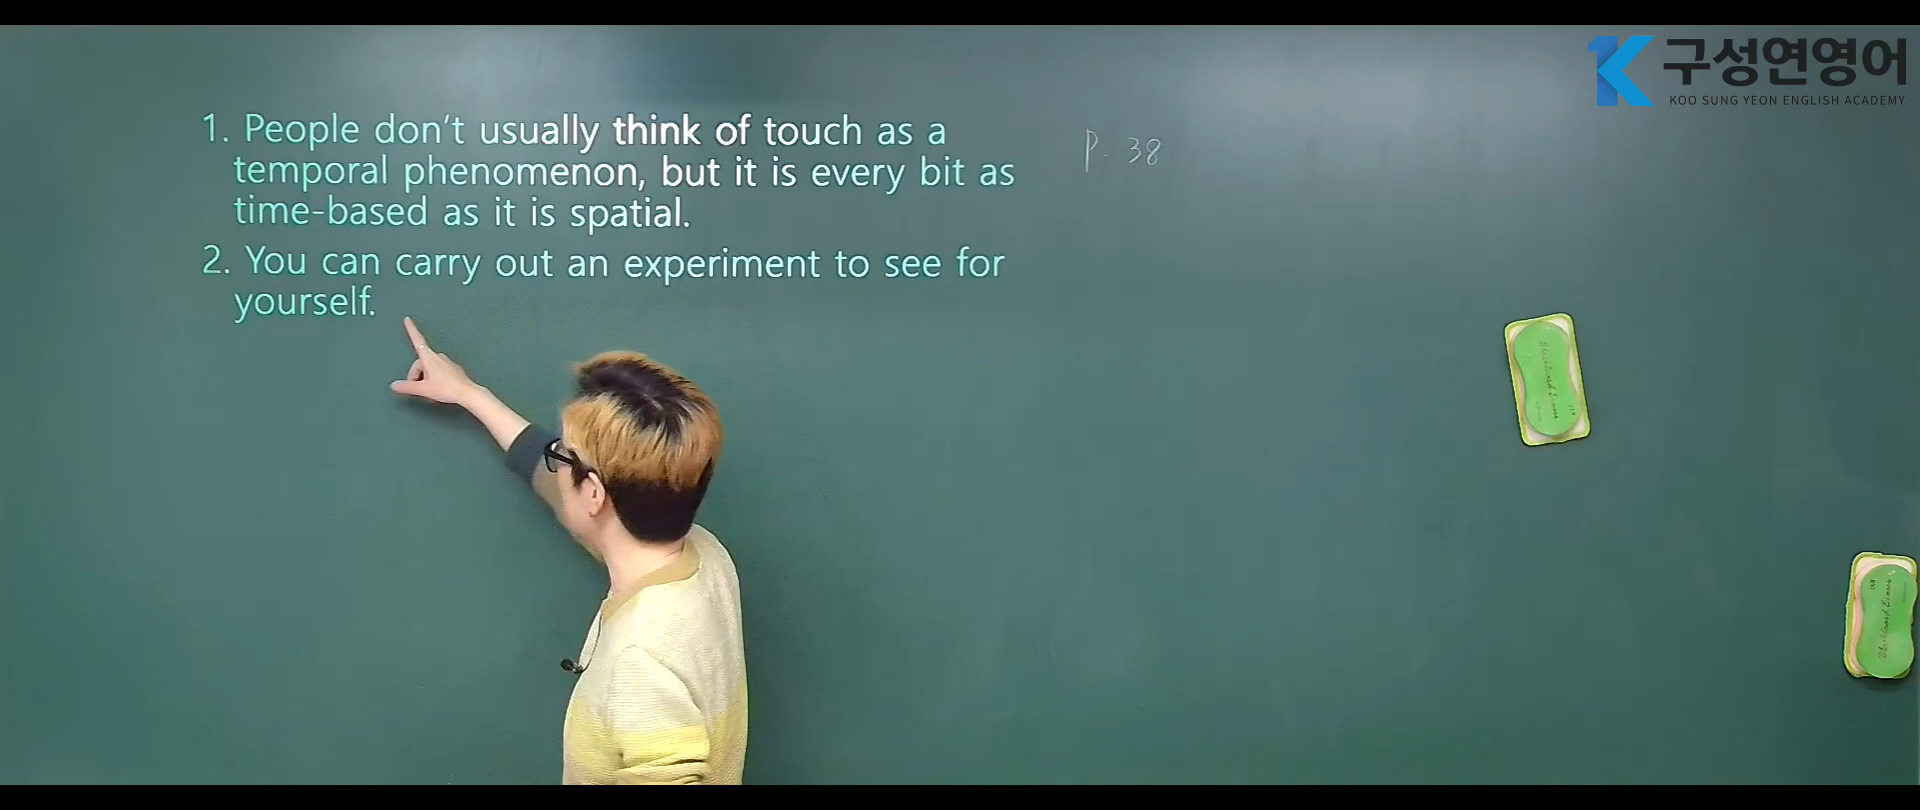 구성연영어
KOO SUNG YEON ENGLISH ACADEMY
1. People don't usually think of touch as a
temporal phenomenon, but it is every bit as
time-based as it is spatial.
2. You can carry out an experiment to see for
yourself.
p. 38